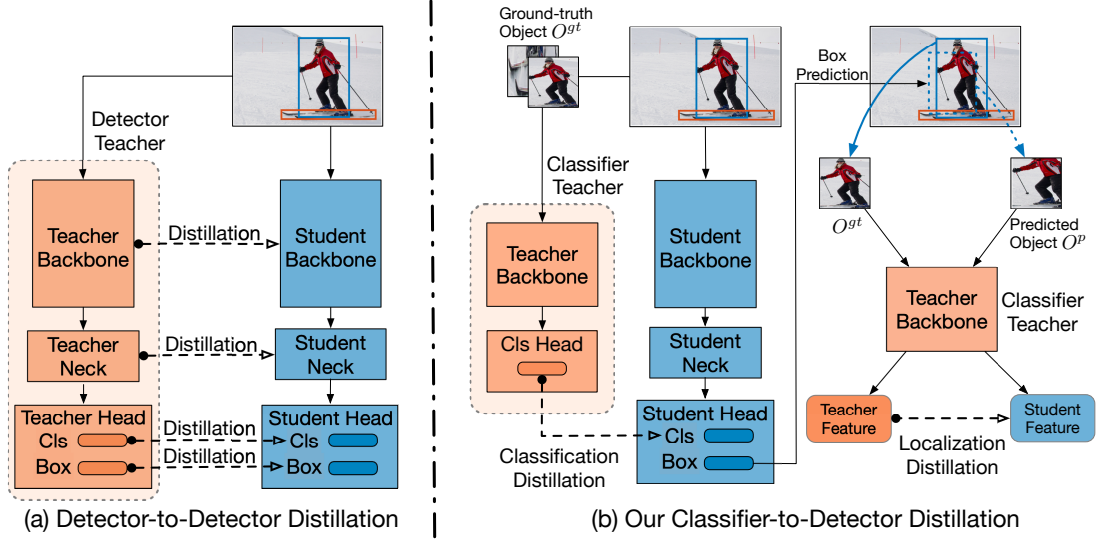 Detector
Teacher
Teacher
Backbone
Distillation
Student
Backbone
Teacher
Neck
Distillation
Student
Neck
Teacher Head
Cls
Box
Distillation
Distillation
Student Head
Cls
Box
(a) Detector-to-Detector Distillation
Ground-truth
Object O^{gt}
Classifier
Teacher
Teacher
Backbone
Cls Head
Student
Backbone
Student
Neck
Student Head
Cls
Box
Classification
Distillation
Box
Prediction
O^{gt}
Predicted
Object O^{p}
Teacher
Backbone
Classifier
Teacher
Teacher
Feature
Student
Feature
Localization
Distillation
(b) Our Classifier-to-Detector Distillation